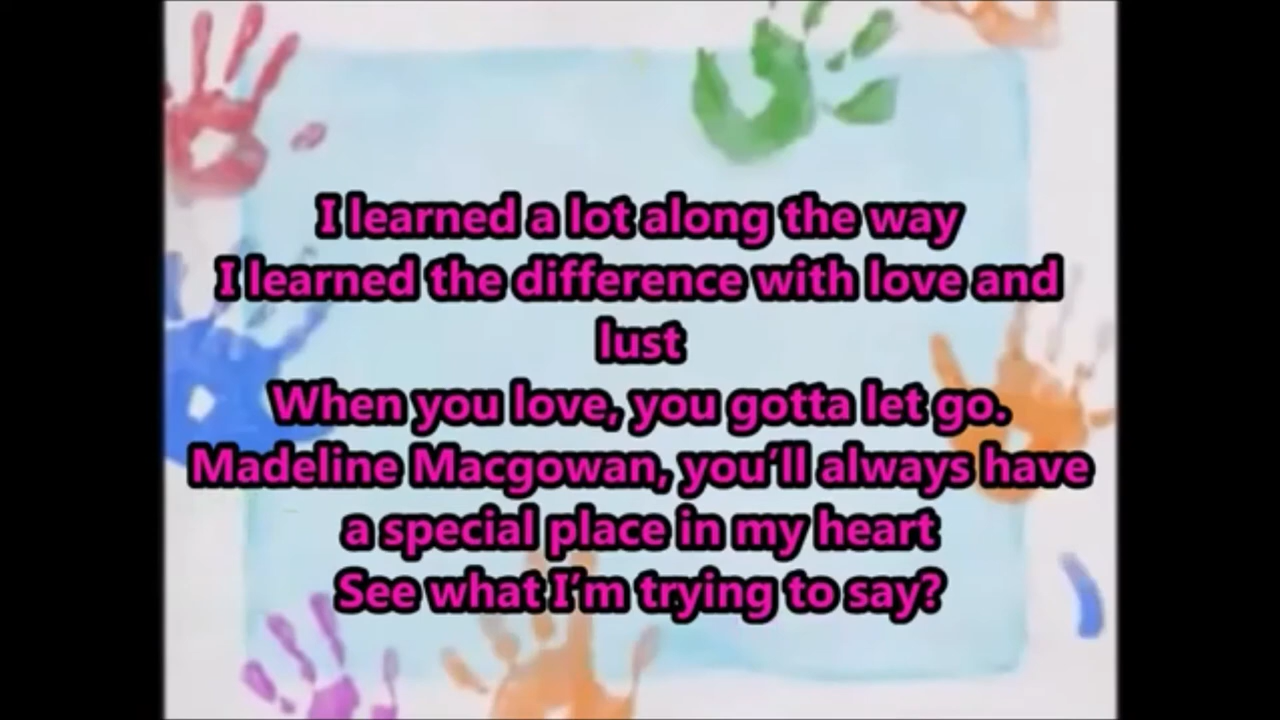 I learned a lot along the way
I learned the difference with love and
lust
When you love, you gotta let go.
Madeline Macgowan, you'll always have
a special place in my heart
See what I'm trying to say?